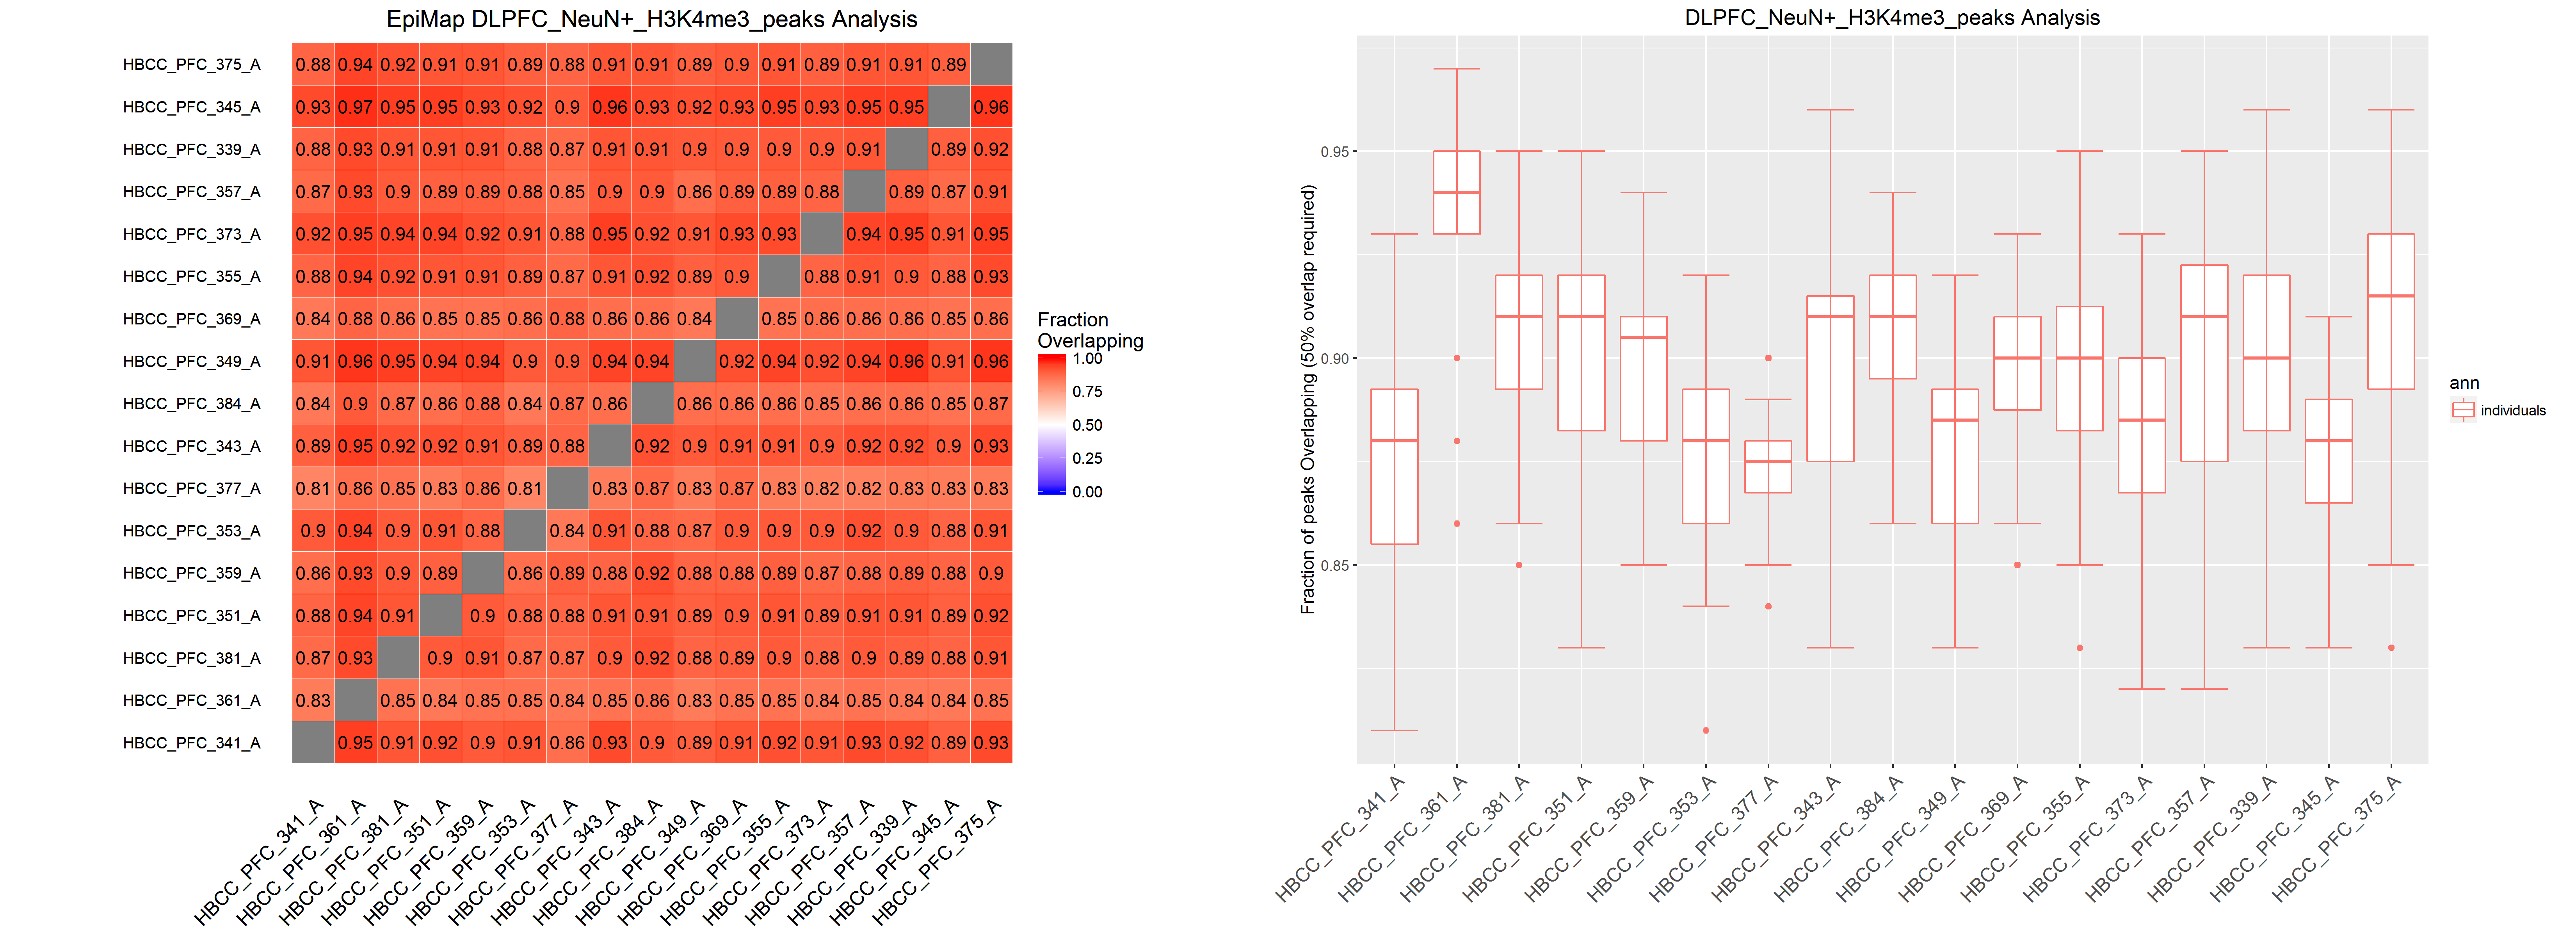 EpiMap DLPFC_NeuN+_H3K4me3_peaks Analysis
HBCC_PFC_375_A 0.88 0.94 0.92 0.91 0.91 0.89 0.88 0.91 0.91 0.89 0.9 0.91 0.89 0.91 0.91 0.89
HBCC_PFC_345_A 0.93 0.97 0.95 0.95 0.93 0.92 0.9 0.96 0.93 0.92 0.93 0.95 0.93 0.95 0.95 0.96
HBCC_PFC_339_A 0.88 0.93 0.91 0.91 0.91 0.88 0.87 0.91 0.91 0.9 0.9 0.9 0.9 0.91 0.89 0.92
HBCC_PFC_357_A 0.87 0.93 0.9 0.89 0.89 0.88 0.85 0.9 0.9 0.86 0.89 0.89 0.88 0.89 0.87 0.91
HBCC_PFC_373_A 0.92 0.95 0.94 0.94 0.92 0.91 0.88 0.95 0.92 0.91 0.93 0.93 0.94 0.95 0.91 0.95
HBCC_PFC_355_A 0.88 0.94 0.92 0.91 0.91 0.89 0.87 0.91 0.92 0.89 0.9 0.88 0.91 0.9 0.88 0.93
HBCC_PFC_369_A 0.84 0.88 0.86 0.85 0.85 0.86 0.88 0.86 0.86 0.84 0.85 0.86 0.86 0.86 0.85 0.86
HBCC_PFC_349_A 0.91 0.96 0.95 0.94 0.94 0.9 0.9 0.94 0.94 0.92 0.94 0.92 0.94 0.96 0.91 0.96
HBCC_PFC_384_A 0.84 0.9 0.87 0.86 0.88 0.84 0.87 0.86 0.86 0.86 0.86 0.85 0.86 0.86 0.85 0.87
HBCC_PFC_343_A 0.89 0.95 0.92 0.92 0.91 0.89 0.88 0.92 0.9 0.91 0.91 0.9 0.92 0.92 0.9 0.93
HBCC_PFC_377_A 0.81 0.86 0.85 0.83 0.86 0.81 0.83 0.87 0.83 0.87 0.83 0.82 0.82 0.83 0.83 0.83
HBCC_PFC_353_A 0.9 0.94 0.9 0.91 0.88 0.84 0.91 0.88 0.87 0.9 0.9 0.9 0.92 0.9 0.88 0.91
HBCC_PFC_359_A 0.86 0.93 0.9 0.89 0.86 0.89 0.88 0.92 0.88 0.88 0.89 0.87 0.88 0.89 0.88 0.9
HBCC_PFC_351_A 0.88 0.94 0.91 0.9 0.88 0.88 0.91 0.91 0.89 0.9 0.91 0.89 0.91 0.91 0.89 0.92
HBCC_PFC_381_A 0.87 0.93 0.9 0.91 0.87 0.87 0.9 0.92 0.88 0.89 0.9 0.88 0.9 0.89 0.88 0.91
HBCC_PFC_361_A 0.83 0.85 0.84 0.85 0.85 0.84 0.85 0.86 0.83 0.85 0.85 0.84 0.85 0.84 0.84 0.85
HBCC_PFC_341_A 0.95 0.91 0.92 0.9 0.91 0.86 0.93 0.9 0.89 0.91 0.92 0.91 0.93 0.92 0.89 0.93
HBCC_PFC_341_A
HBCC_PFC_361_A
HBCC_PFC_381_A
HBCC_PFC_351_A
HBCC_PFC_359_A
HBCC_PFC_353_A
HBCC_PFC_377_A
HBCC_PFC_343_A
HBCC_PFC_384_A
HBCC_PFC_349_A
HBCC_PFC_369_A
HBCC_PFC_355_A
HBCC_PFC_373_A
HBCC_PFC_357_A
HBCC_PFC_339_A
HBCC_PFC_345_A
HBCC_PFC_375_A
Fraction
Overlapping
1.00
0.75
0.50
0.25
0.00
DLPFC_NeuN+_H3K4me3_peaks Analysis
Fraction of peaks Overlapping (50% overlap required)
0.95
0.90
0.85
HBCC_PFC_341_A
HBCC_PFC_361_A
HBCC_PFC_381_A
HBCC_PFC_351_A
HBCC_PFC_359_A
HBCC_PFC_353_A
HBCC_PFC_377_A
HBCC_PFC_343_A
HBCC_PFC_384_A
HBCC_PFC_349_A
HBCC_PFC_369_A
HBCC_PFC_355_A
HBCC_PFC_373_A
HBCC_PFC_357_A
HBCC_PFC_339_A
HBCC_PFC_345_A
HBCC_PFC_375_A
ann
individuals